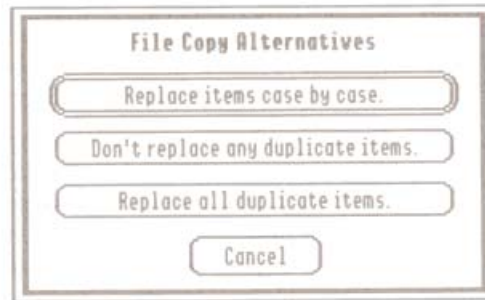 File Copy Alternatives
Replace items case by case.
Don't replace any duplicate items.
Replace all duplicate items.
Cancel